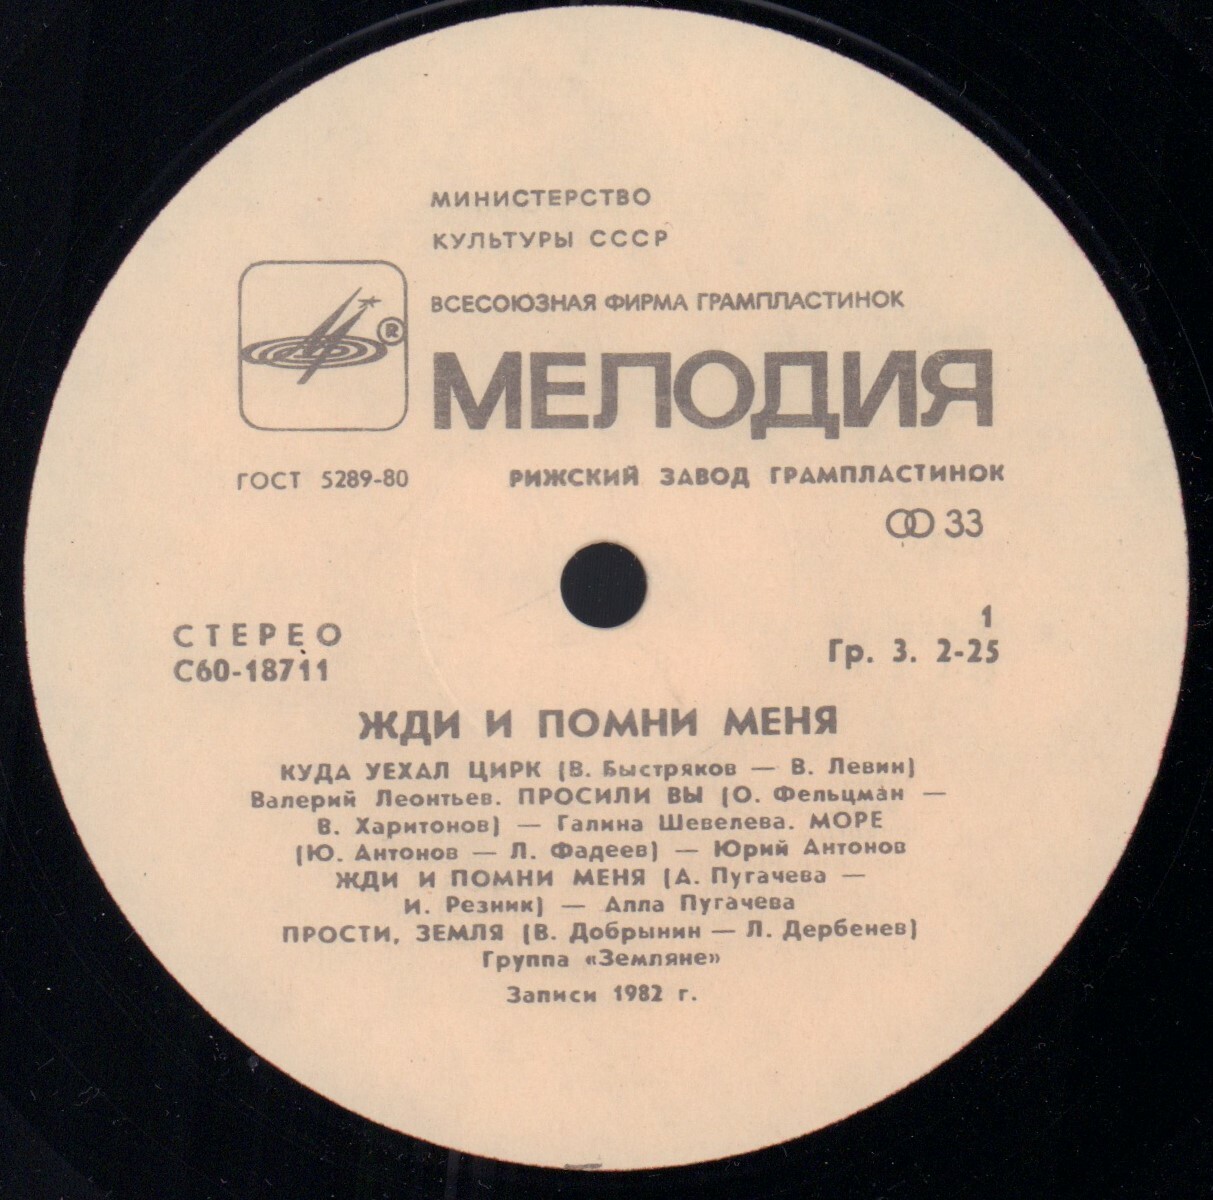 МИНИСТЕРСТВО
КУЛЬТУРЫ СССР
ВСЕСОЮЗНАЯ ФИРМА ГРАМПЛАСТИНОК
®
МЕЛОДИЯ
ГОСТ 5289-80
РИЖСКИЙ ЗАВОД ГРАМПЛАСТИНОК
33
СТЕРЕО
1
С60-18711
Гр. 3. 2-25
ЖДИ И ПОМНИ МЕНЯ
КУДА УЕХАЛ ЦИРК (В. Быстряков — В. Левин)
Валерий Леонтьев. ПРОСИЛИ ВЫ (О. Фельцман —
В. Харитонов) — Галина Шевелева. МОРЕ
(Ю. Антонов — Л. Фадеев) — Юрий Антонов
ЖДИ И ПОМНИ МЕНЯ (А. Пугачева —
И. Резник) — Алла Пугачева
ПРОСТИ, ЗЕМЛЯ (В. Добрынин — Л. Дербенев)
Группа «Земляне»
Записи 1982 г.